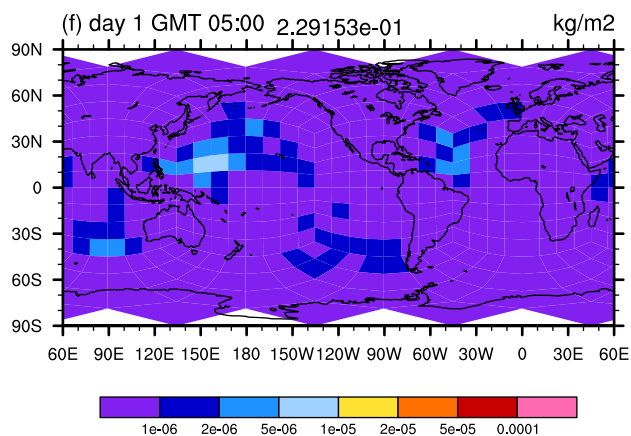 (f) day 1 GMT 05:00 2.29153e-01 kg/m2
90N
60N
30N
0
30S
60S
90S
60E 90E 120E 150E 180E 150W 120W 90W 60W 30W 0 30E 60E
1e-06 2e-06 5e-06 1e-05 2e-05 5e-05 0.0001